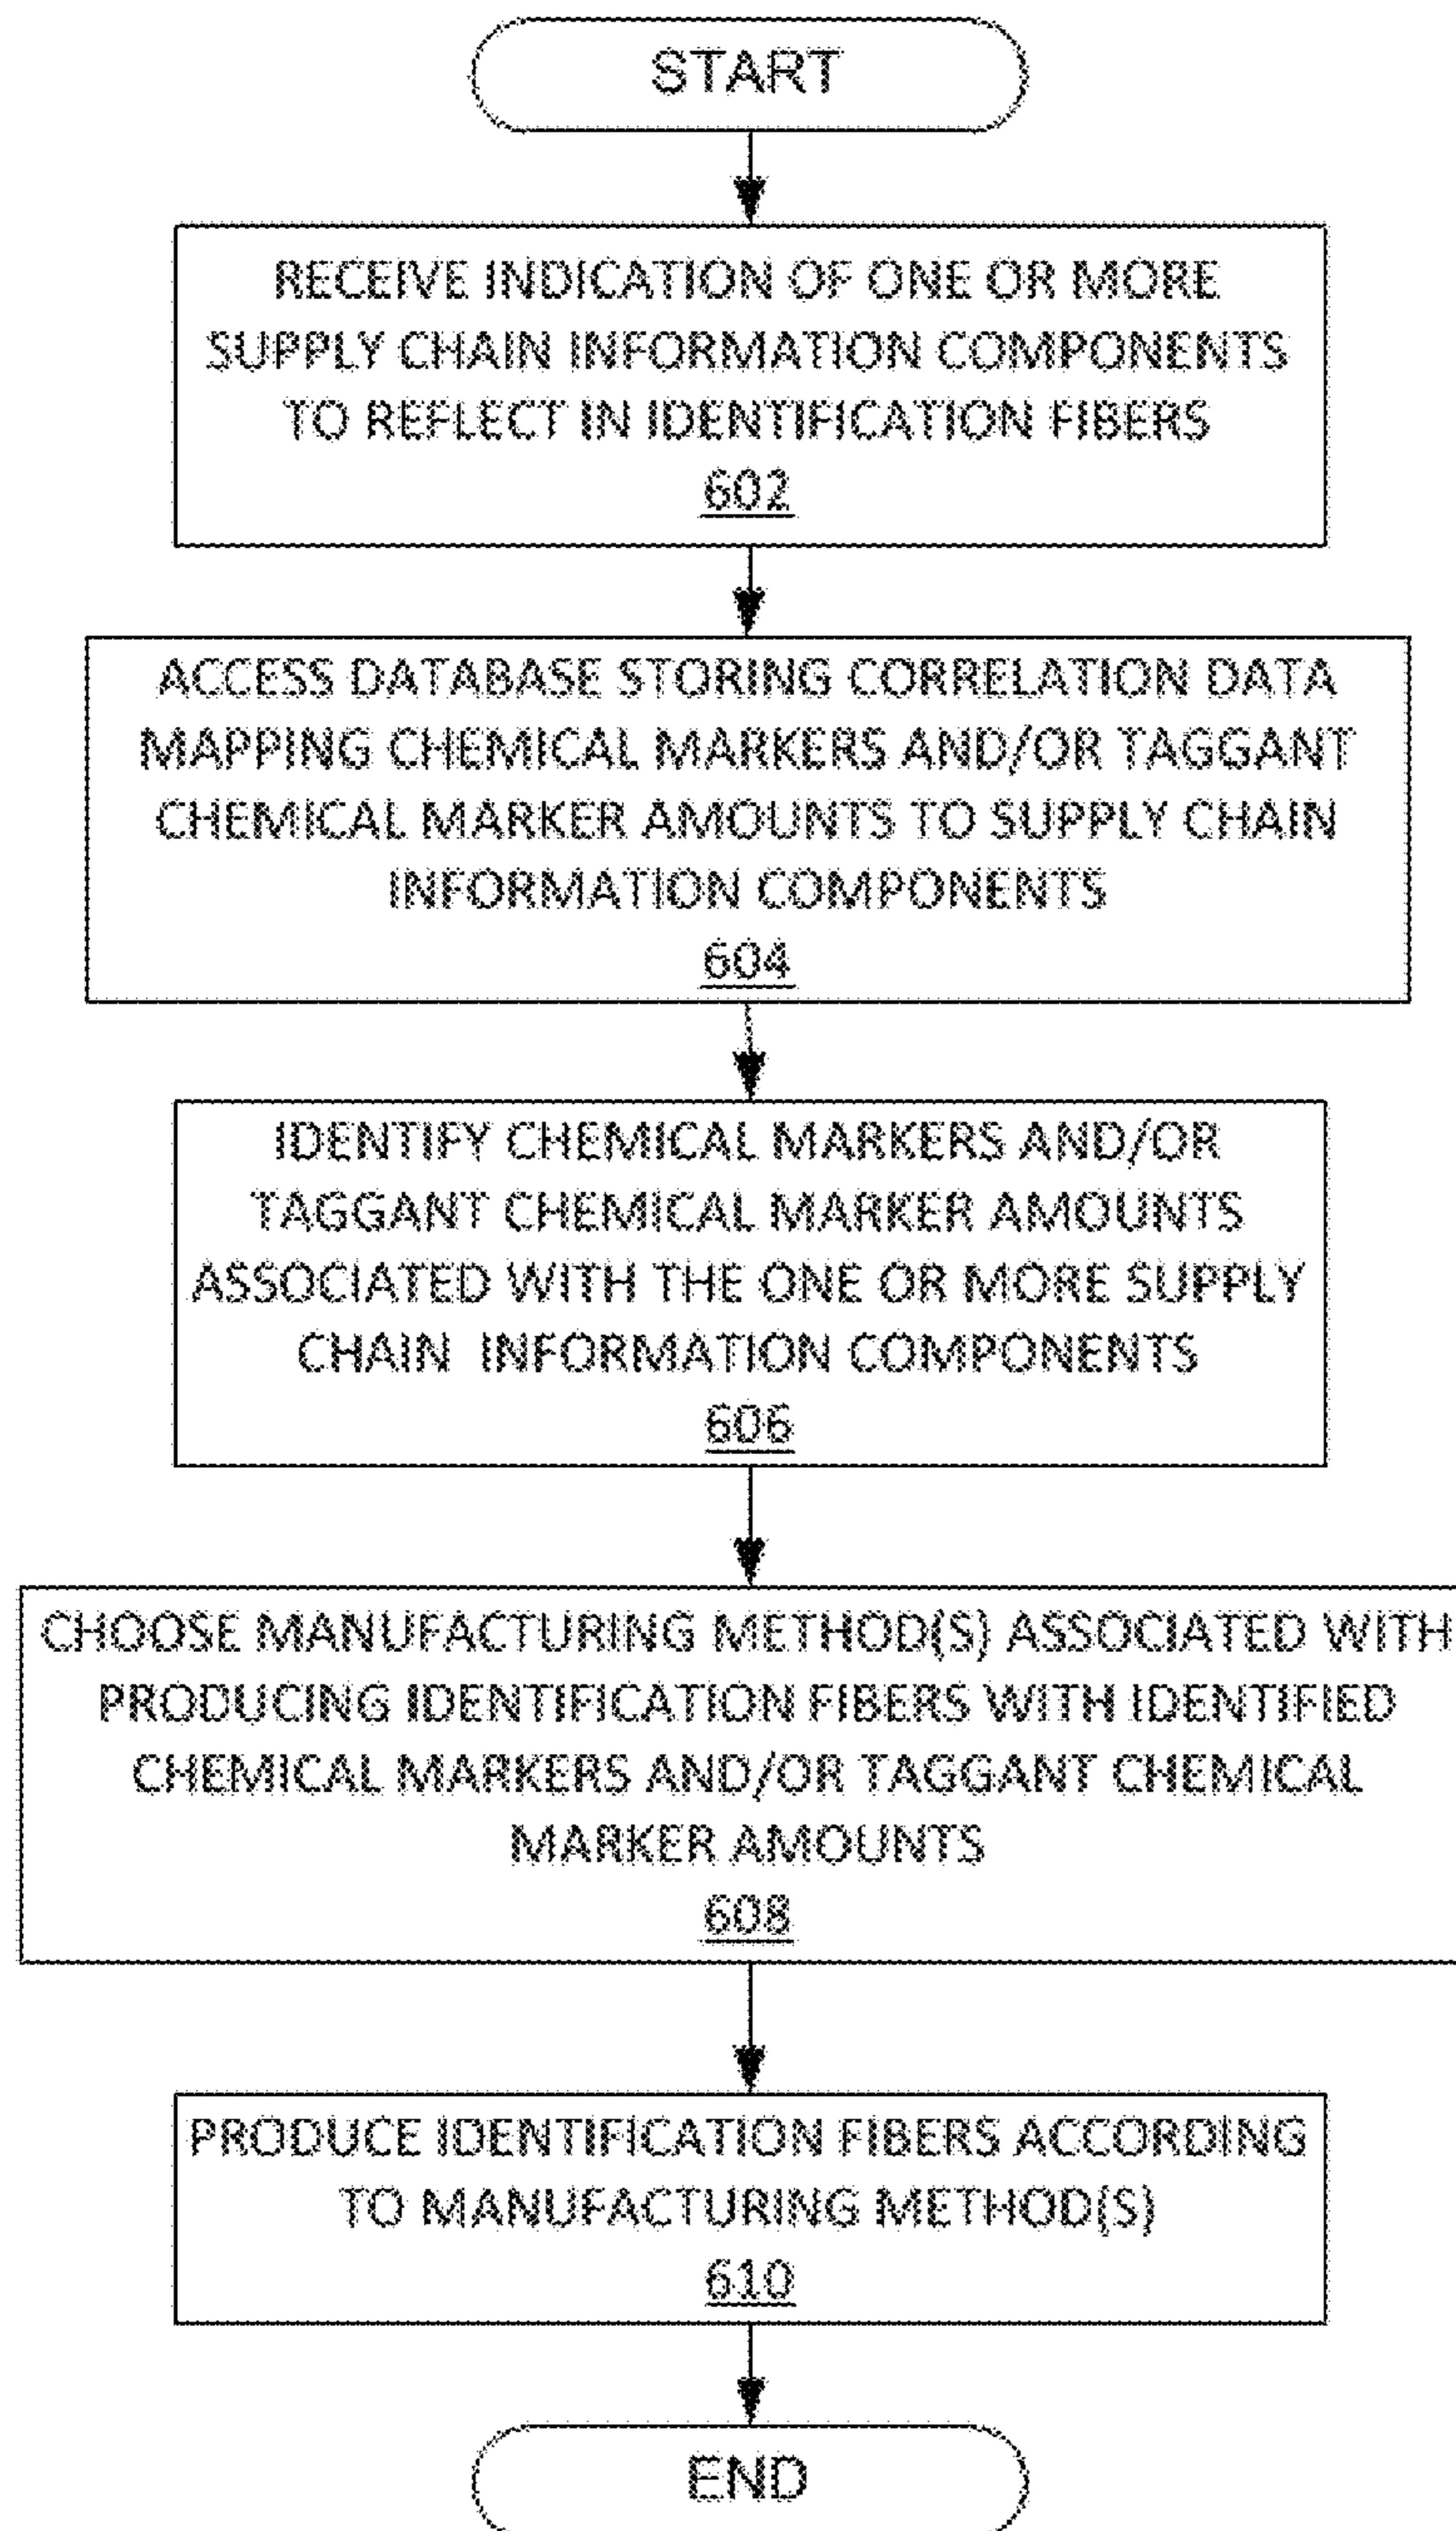 START
RECEIVE INDICATION OF ONE OR MORE
SUPPLY CHAIN INFORMATION COMPONENTS
TO REFLECT IN IDENTIFICATION FIBERS
602
ACCESS DATABASE STORING CORRELATION DATA
MAPPING CHEMICAL MARKERS AND/OR TAGGANT
CHEMICAL MARKER AMOUNTS TO SUPPLY CHAIN
INFORMATION COMPONENTS
604
IDENTIFY CHEMICAL MARKERS AND/OR
TAGGANT CHEMICAL MARKER AMOUNTS
ASSOCIATED WITH THE ONE OR MORE SUPPLY
CHAIN INFORMATION COMPONENTS
606
CHOOSE MANUFACTURING METHOD(S) ASSOCIATED WITH
PRODUCING IDENTIFICATION FIBERS WITH IDENTIFIED
CHEMICAL MARKERS AND/OR TAGGANT CHEMICAL
MARKER AMOUNTS
608
PRODUCE IDENTIFICATION FIBERS ACCORDING
TO MANUFACTURING METHOD(S)
610
END